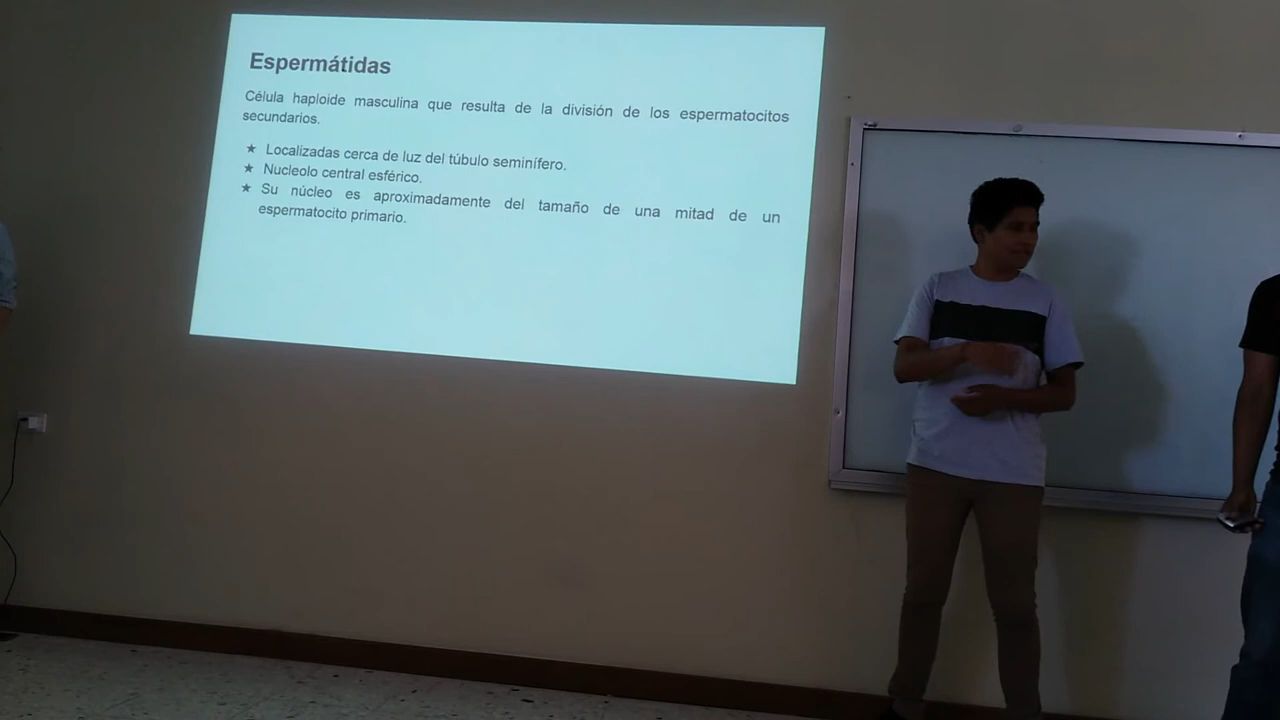 Espermátidas
Célula haploide masculina que resulta de la división de los espermatocitos
secundarios.
★ Localizadas cerca de luz del túbulo seminífero.
★ Nucleolo central esférico.
★ Su núcleo es aproximadamente del tamaño de una mitad de un
espermatocito primario.